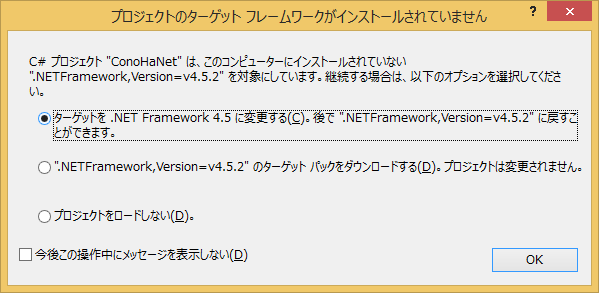 プロジェクトのターゲット フレームワークがインストールされていません
?
C# プロジェクト "ConoHaNet" は、このコンピューターにインストールされていない
".NETFramework,Version=v4.5.2" を対象にしています。継続する場合は、以下のオプションを選択してくださ
い。
ターゲットを .NET Framework 4.5 に変更する(C)。後で ".NETFramework,Version=v4.5.2" に戻すこ
とができます。
".NETFramework,Version=v4.5.2" のターゲット パックをダウンロードする(D)。プロジェクトは変更されません。
プロジェクトをロードしない(D)。
今後この操作中にメッセージを表示しない(D)
OK